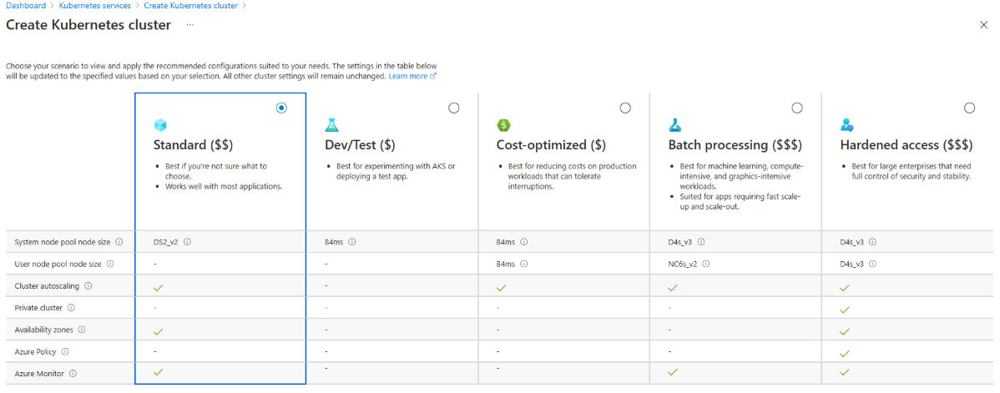 Dashboard > Kubernetes services > Create Kubernetes cluster >
Create Kubernetes cluster ...
Choose your scenario to view and apply the recommended configurations suited to your needs. The settings in the table below
will be updated to the specified values based on your selection. All other cluster settings will remain unchanged. Learn more
Standard ($$)
• Best if you're not sure what to
choose.
• Works well with most applications.
Dev/Test ($)
• Best for experimenting with AKS or
deploying a test app.
$
Cost-optimized ($)
• Best for reducing costs on production
workloads that can tolerate
interruptions.
Batch processing ($$$)
• Best for machine learning, compute-
intensive, and graphics-intensive
workloads.
• Suited for apps requiring fast scale-
up and scale-out.
Hardened access ($$$)
• Best for large enterprises that need
full control of security and stability.
System node pool node size DS2_v2 B4ms B4ms D4s_v3 D4s_v3
User node pool node size - - B4ms NC6s_v2 D4s_v3
Cluster autoscaling ✓ - ✓ ✓ ✓
Private cluster - - - - ✓
Availability zones ✓ - - - ✓
Azure Policy - - - - ✓
Azure Monitor ✓ - - ✓ ✓